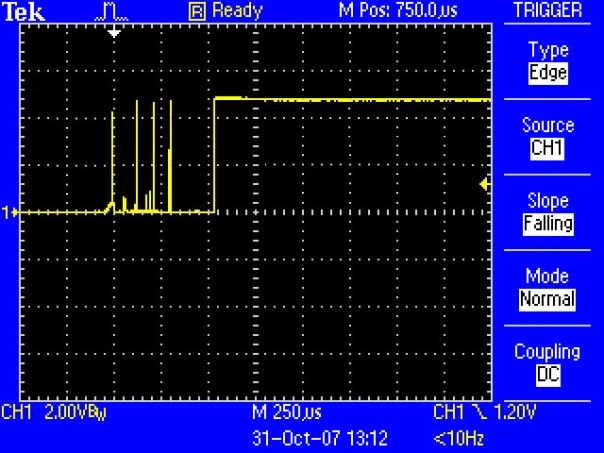 Tek R Ready M Pos: 750.0µs TRIGGER
Type
Edge
Source
CH1
1
Slope
Falling
Mode
Normal
Coupling
DC
CH1 2.00VBw M 250µs CH1 1.20V
31-Oct-07 13:12 <10Hz